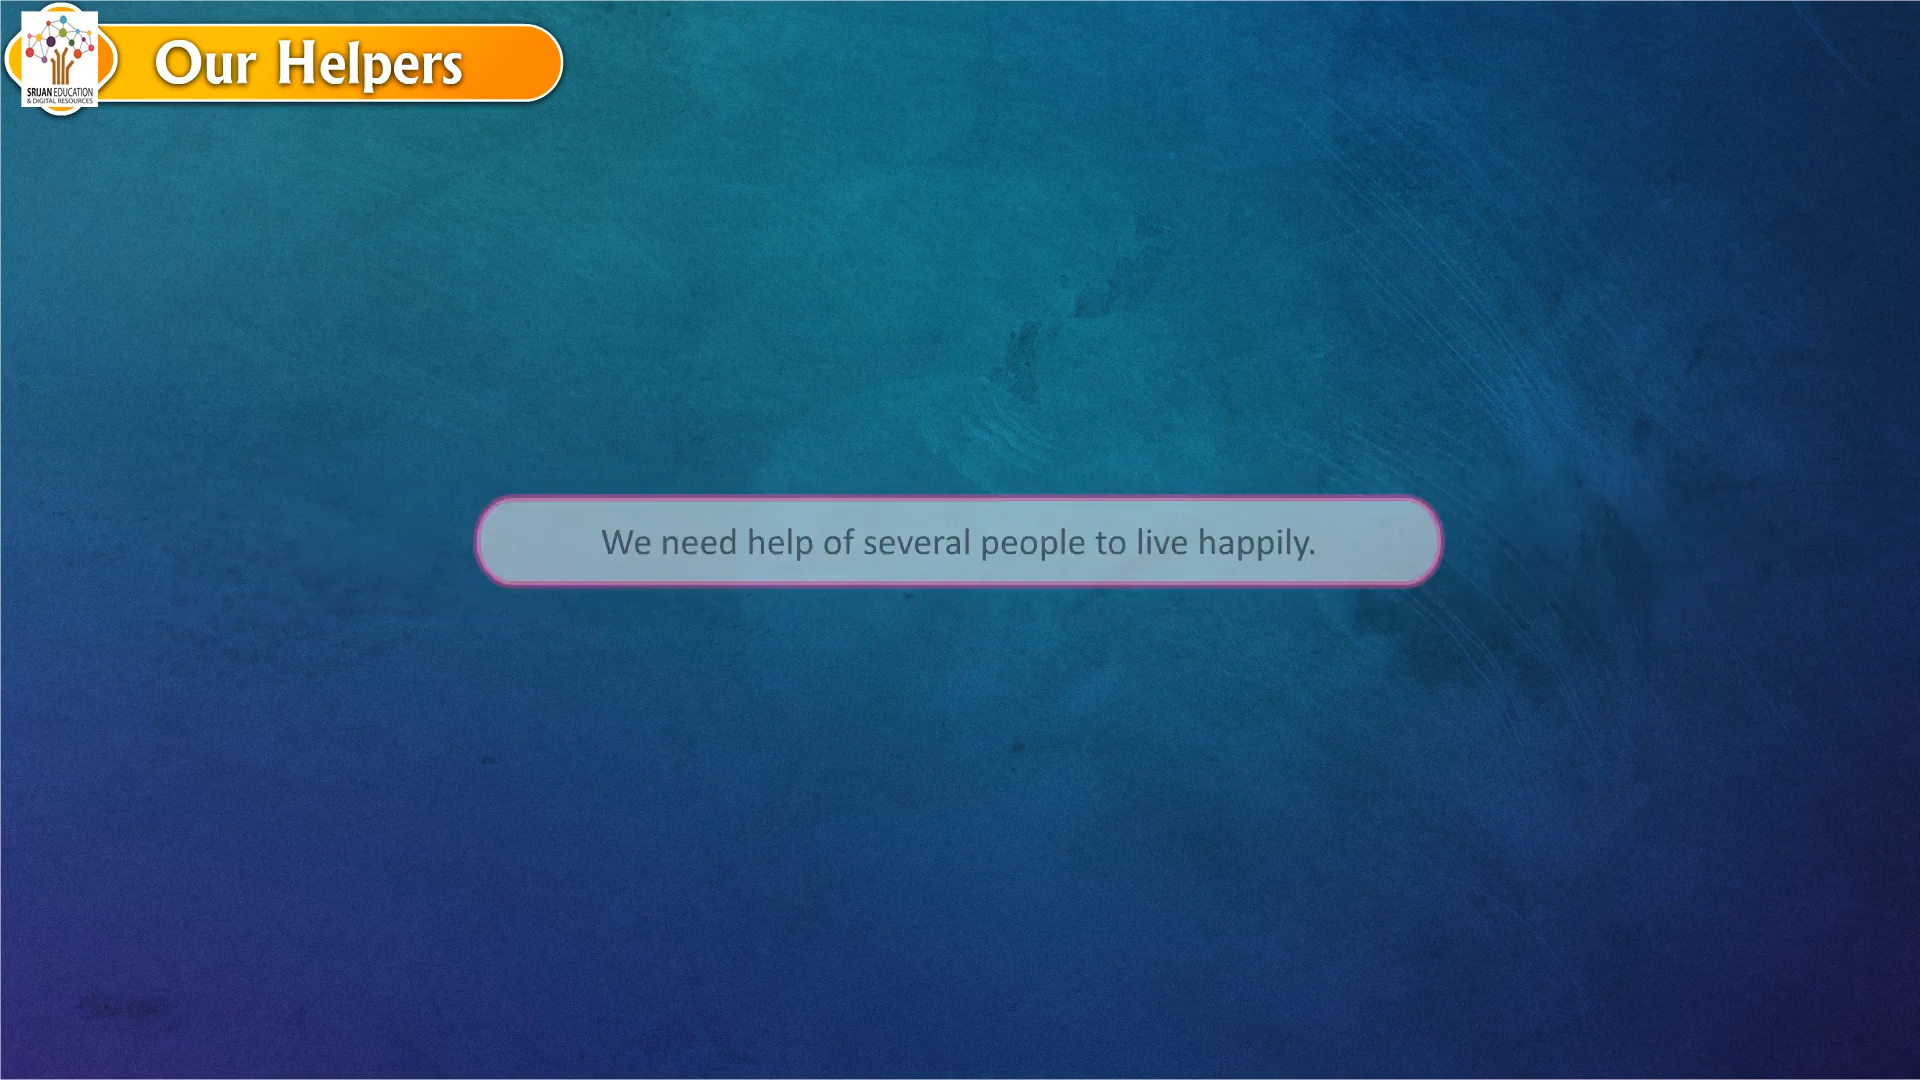 Our Helpers
SRIJAN EDUCATION
& DIGITAL RESOURCES
We need help of several people to live happily.